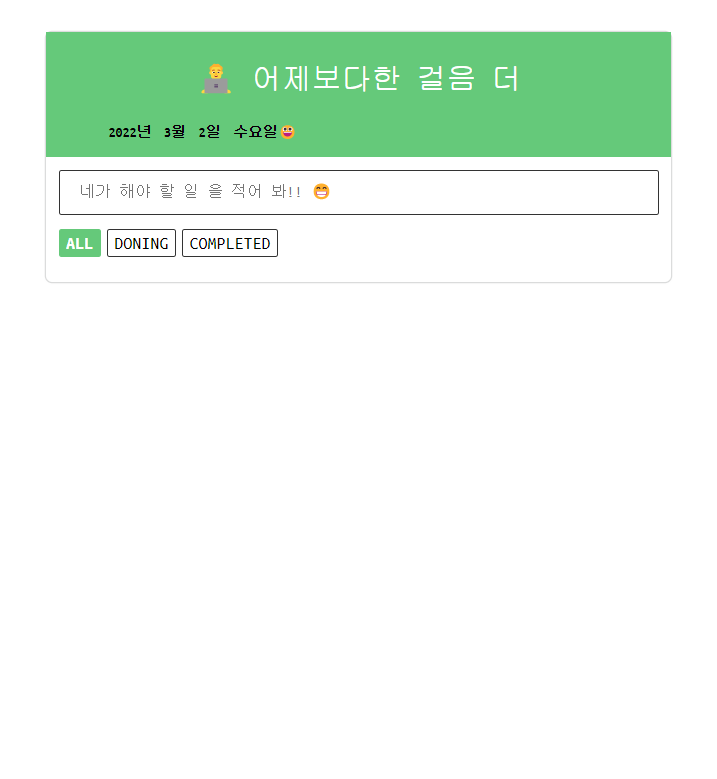 🧑‍💻 어제보다한 걸음 더
2022년 3월 2일 수요일😀
네가 해야 할 일 을 적어 봐!! 😁
ALL DONING COMPLETED